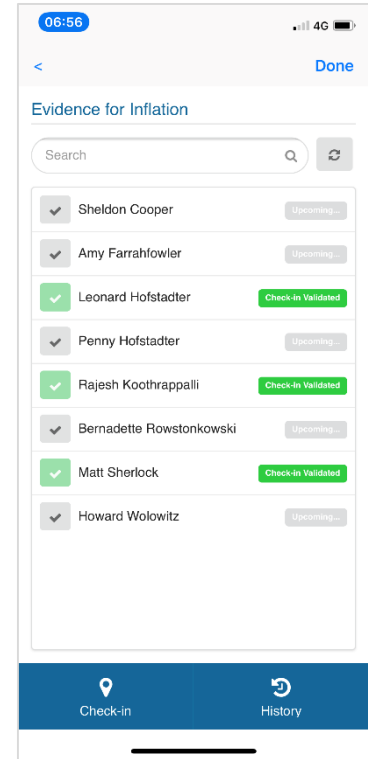 06:56 4G
< Done
Evidence for Inflation
Search
Sheldon Cooper Upcoming...
Amy Farrahfowler Upcoming...
Leonard Hofstadter Check-in Validated
Penny Hofstadter Upcoming...
Rajesh Koothrappalli Check-in Validated
Bernadette Rowstonkowski Upcoming...
Matt Sherlock Check-in Validated
Howard Wolowitz Upcoming...
Check-in History